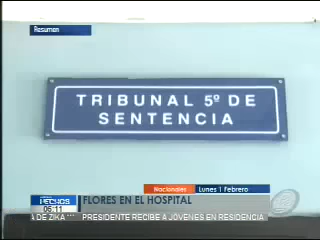 Resumen
TRIBUNAL 5º DE
SENTENCIA
Nacionales
Lunes 1 Febrero
HECHOS
FLORES EN EL HOSPITAL
05:11
A DE ZIKA
PRESIDENTE RECIBE A JOVENES EN RESIDENCIA